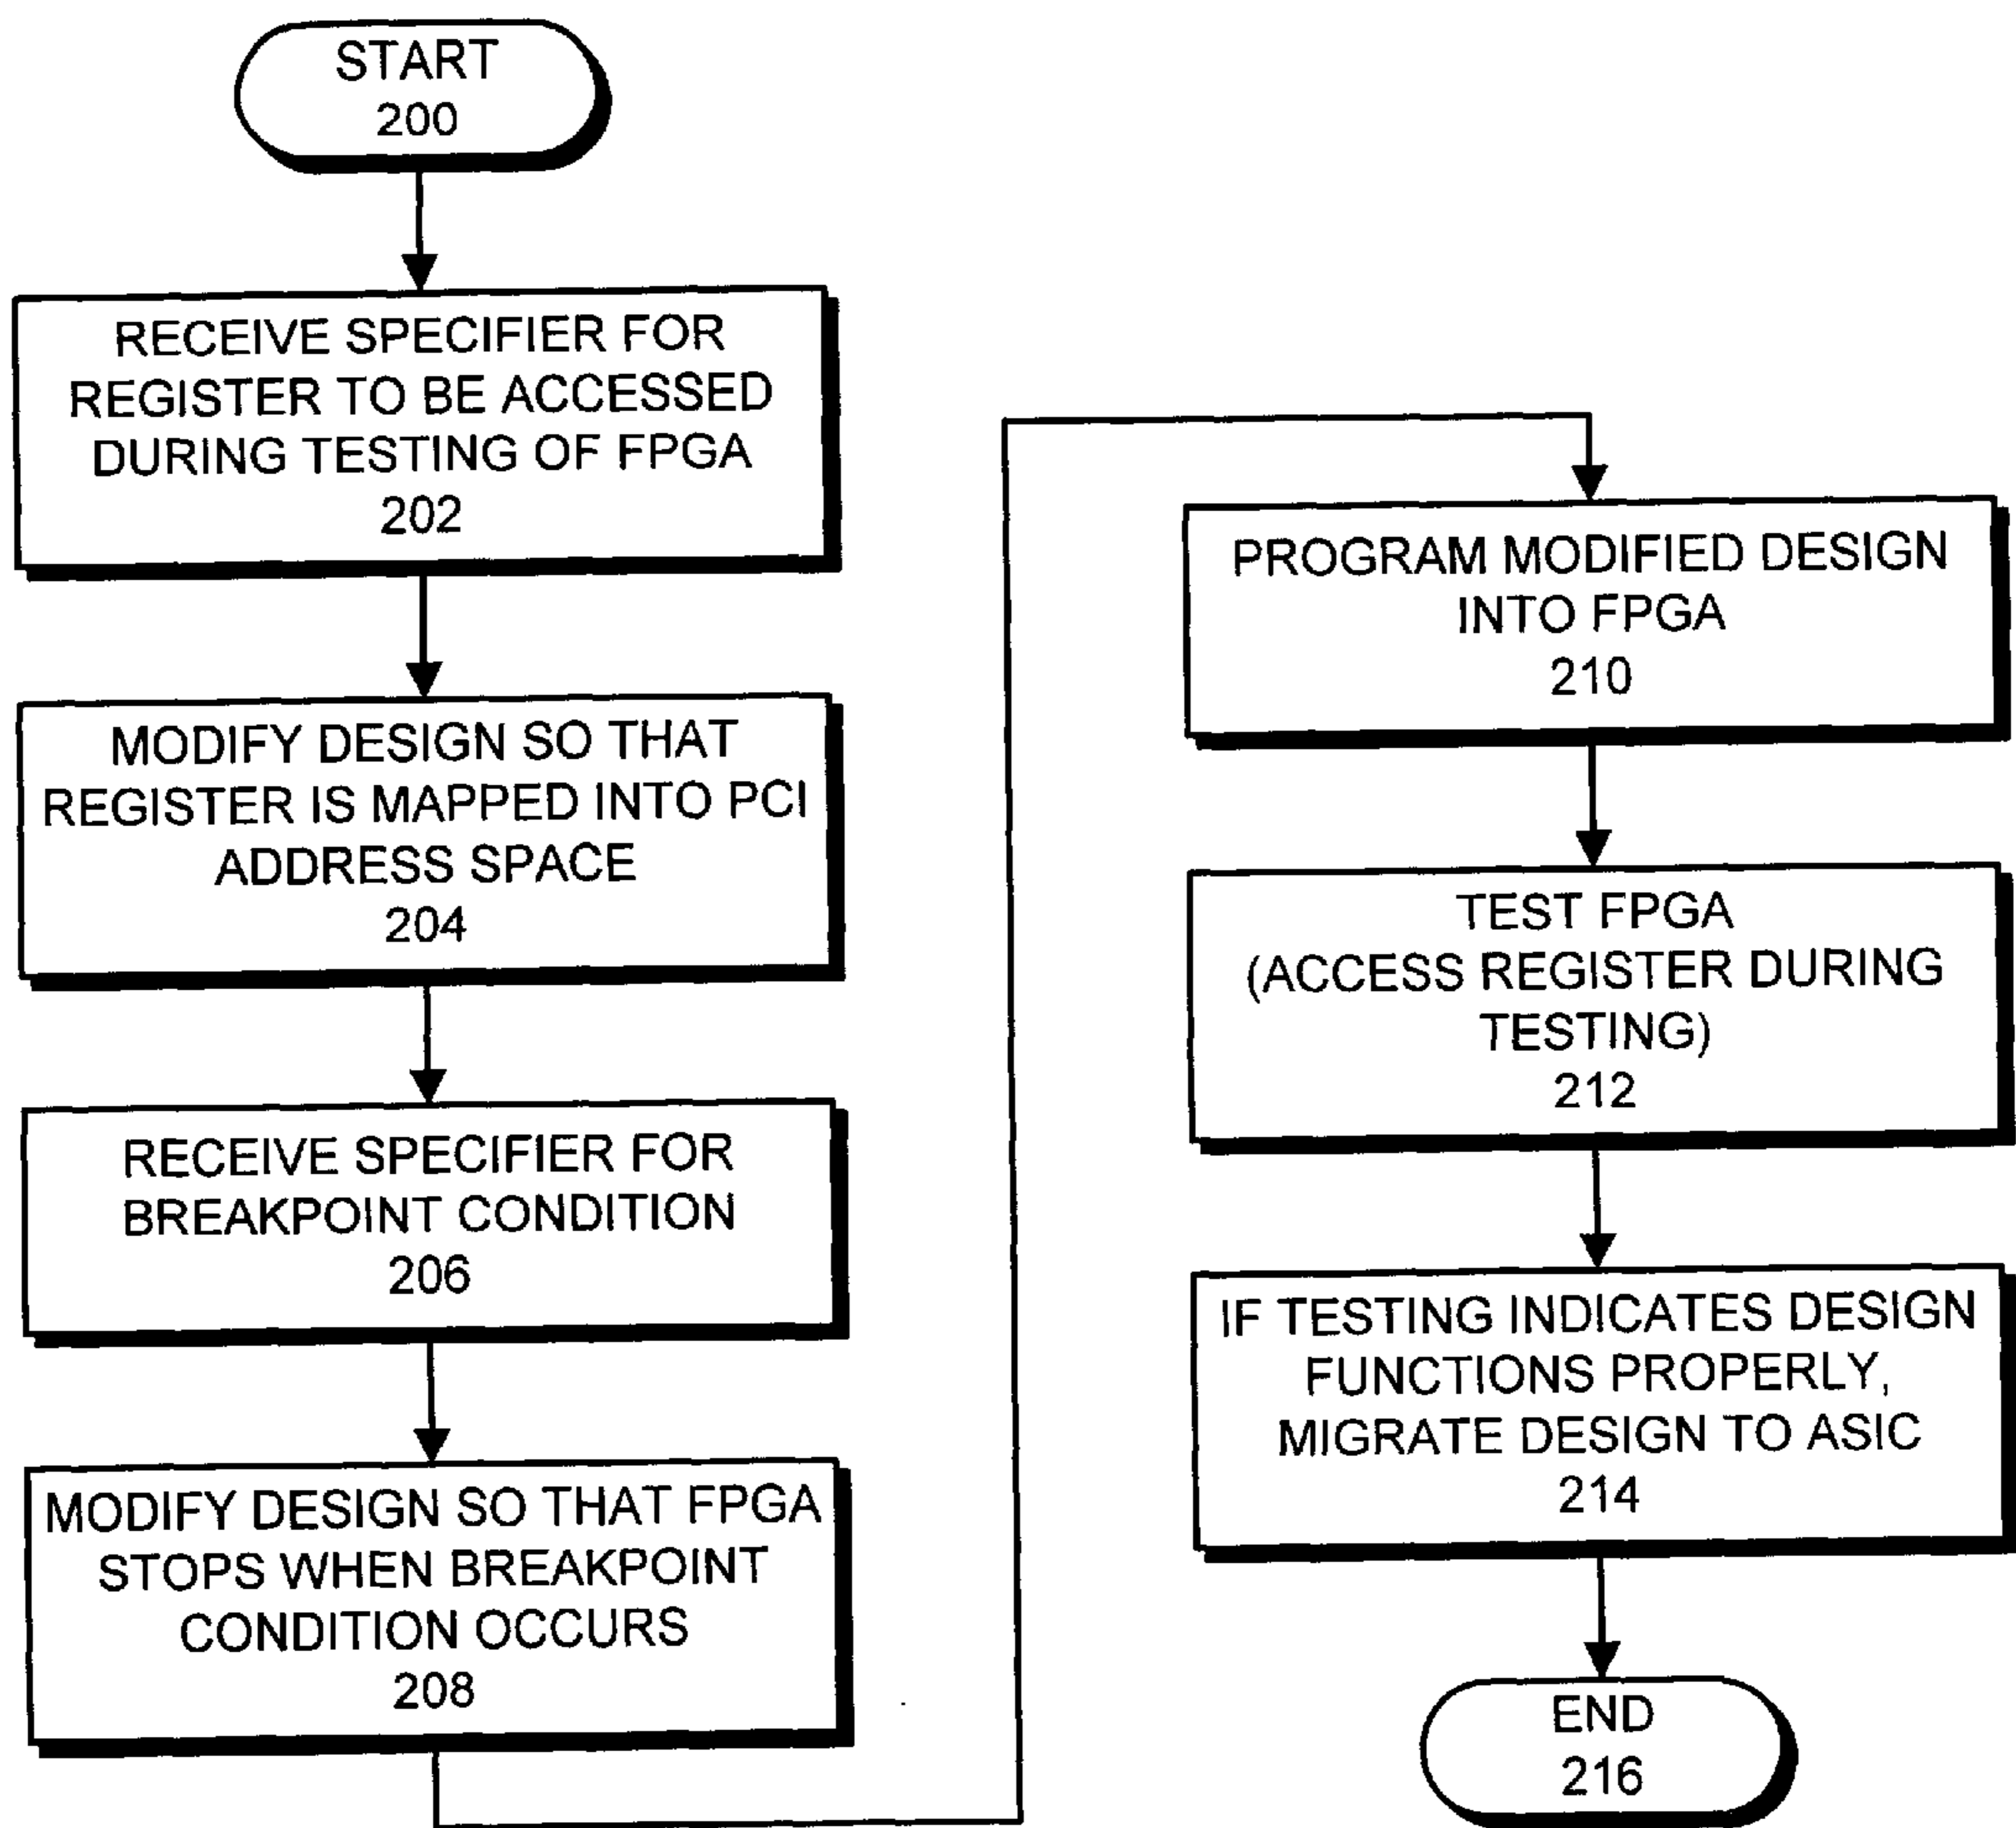 START
200
RECEIVE SPECIFIER FOR
REGISTER TO BE ACCESSED
DURING TESTING OF FPGA
202
MODIFY DESIGN SO THAT
REGISTER IS MAPPED INTO PCI
ADDRESS SPACE
204
RECEIVE SPECIFIER FOR
BREAKPOINT CONDITION
206
MODIFY DESIGN SO THAT FPGA
STOPS WHEN BREAKPOINT
CONDITION OCCURS
208
PROGRAM MODIFIED DESIGN
INTO FPGA
210
TEST FPGA
(ACCESS REGISTER DURING
TESTING)
212
IF TESTING INDICATES DESIGN
FUNCTIONS PROPERLY,
MIGRATE DESIGN TO ASIC
214
END
216